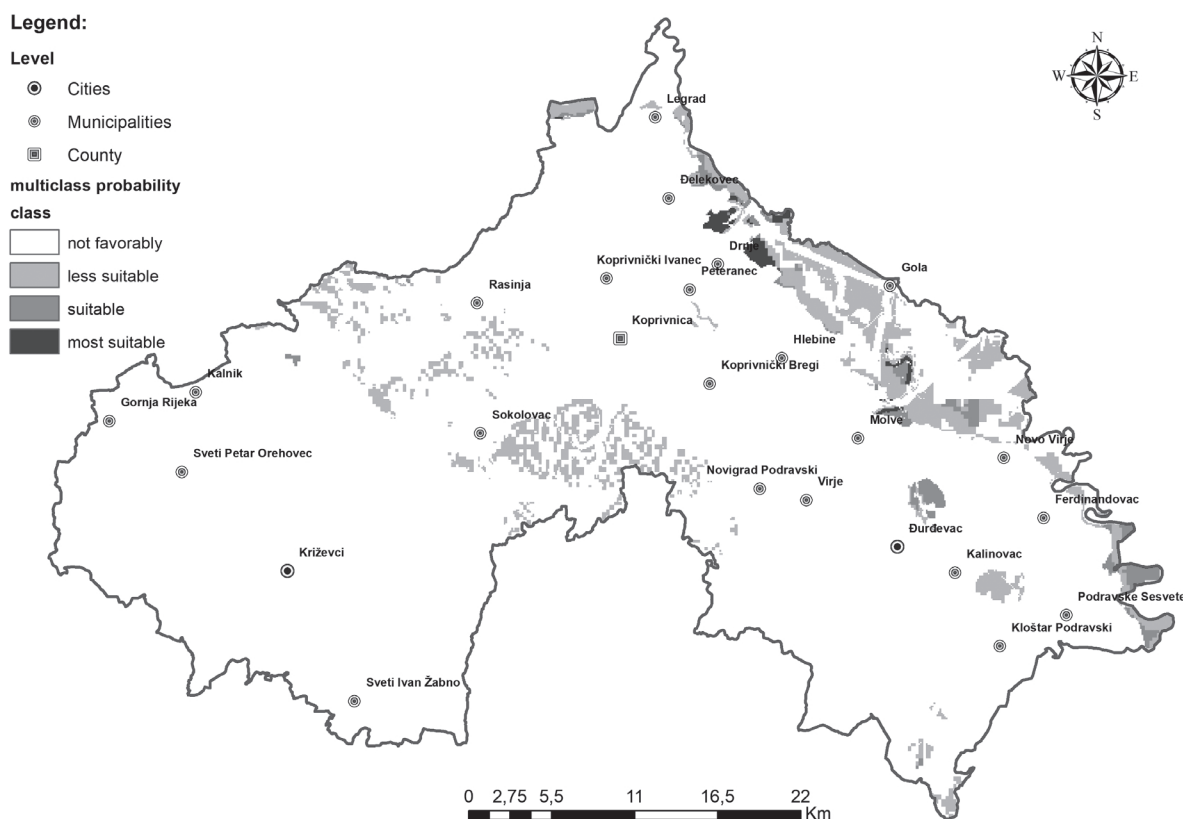 Legend:
Level
Cities
Municipalities
County
multiclass probability
class
not favorably
less suitable
suitable
most suitable
N
W
E
S
Legrad
Đelekovec
Drnje
Koprivnički Ivanec
Peteranec
Gola
Rasinja
Koprivnica
Hlebine
Koprivnički Bregi
Kalnik
Gornja Rijeka
Sokolovac
Molve
Sveti Petar Orehovec
Novo Virje
Novigrad Podravski
Virje
Ferdinandovac
Đurđevac
Križevci
Kalinovac
Podravske Sesvete
Kloštar Podravski
Sveti Ivan Žabno
0 2,75 5,5 11 16,5 22
Km